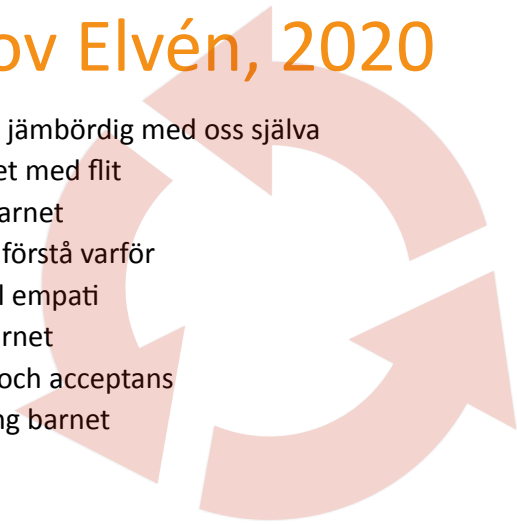 ov Elvén, 2020
jämbördig med oss själva
et med flit
arnet
förstå varför
l empati
rnet
och acceptans
ng barnet